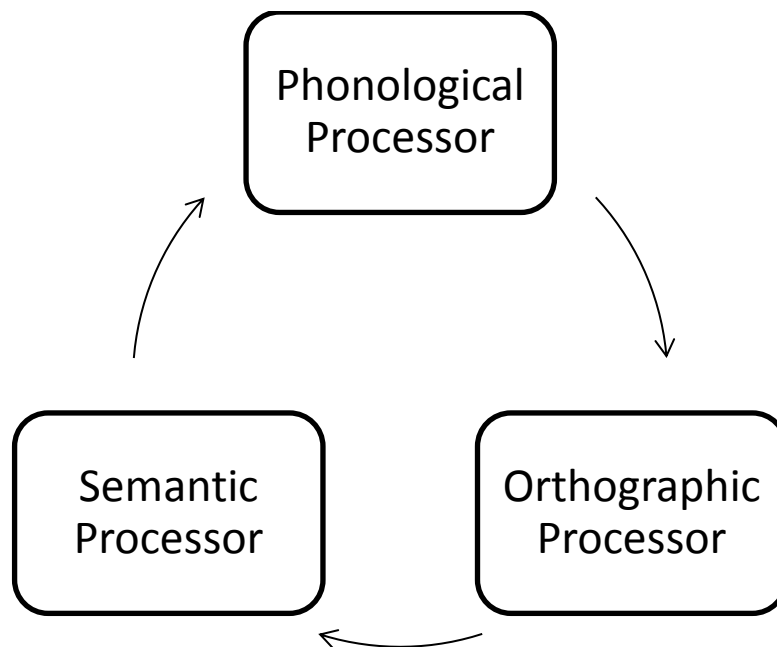 Phonological
Processor
Semantic
Processor
Orthographic
Processor